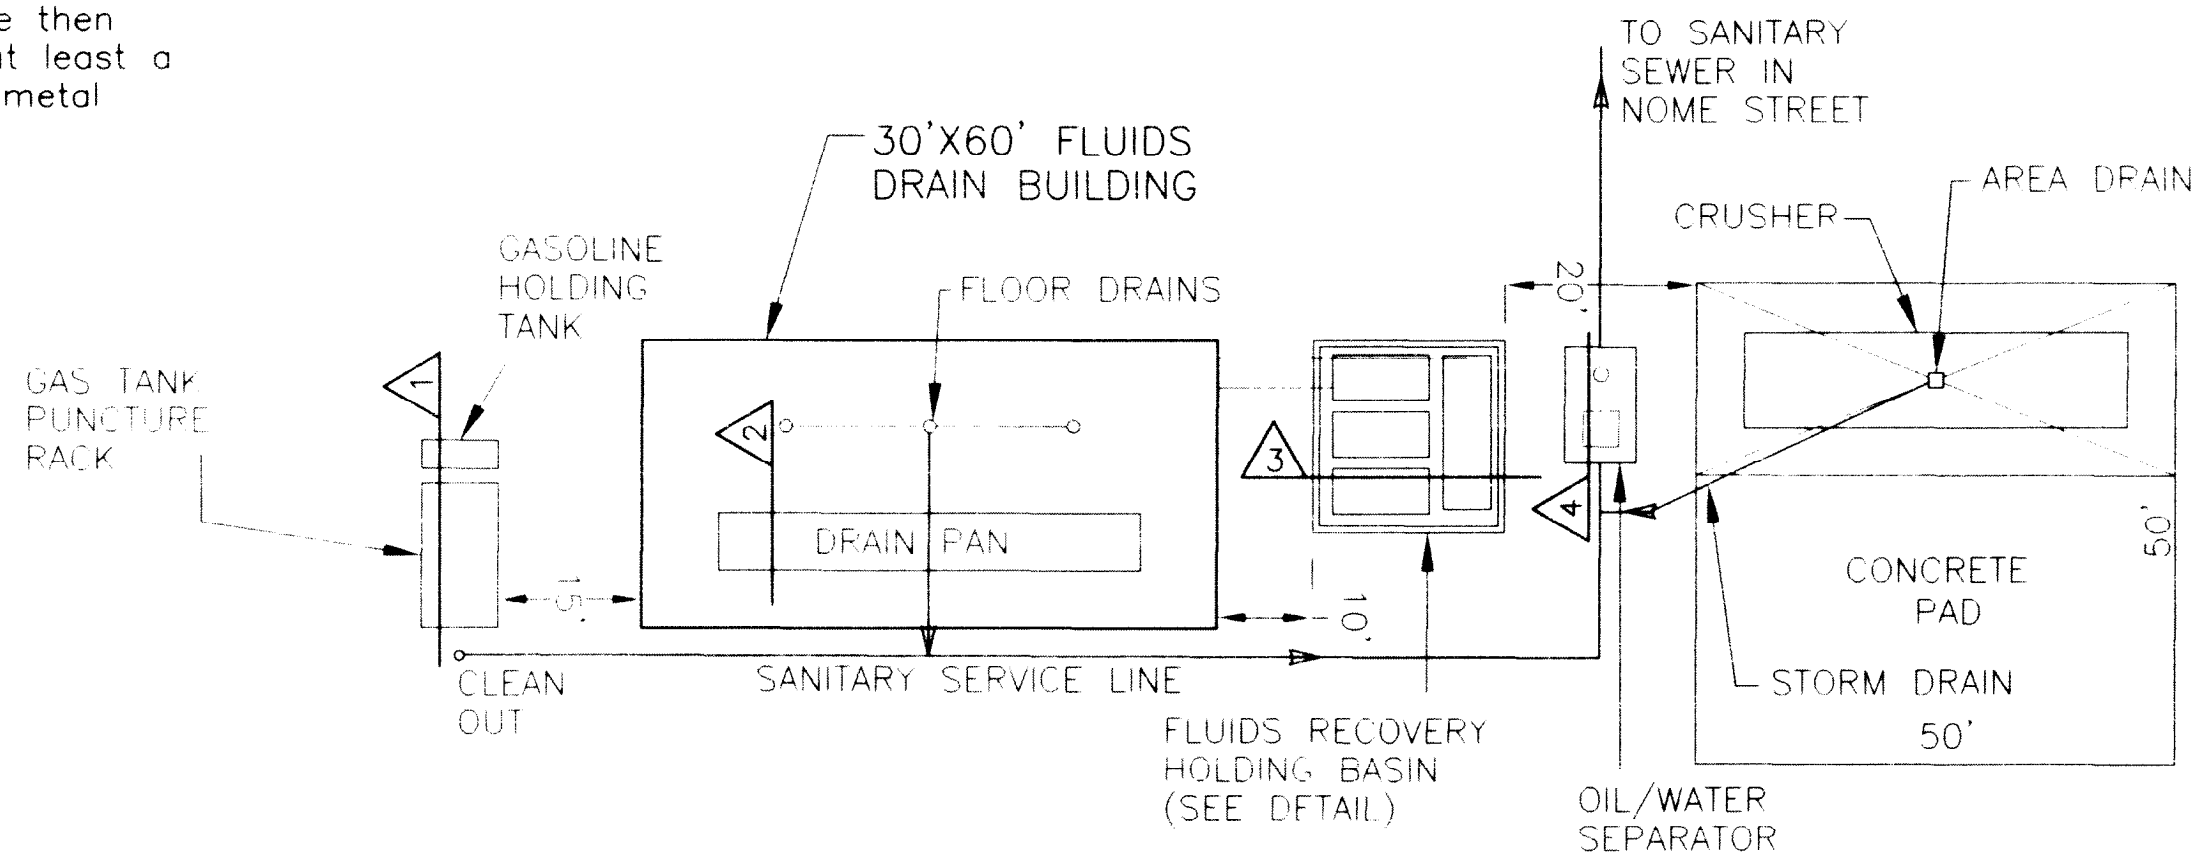 e then
at least a
metal
TO SANITARY
SEWER IN
NOME STREET
30'X60' FLUIDS
DRAIN BUILDING
AREA DRAIN
CRUSHER
GASOLINE
HOLDING
TANK
FLOOR DRAINS
20'
GAS TANK
PUNCTURE
RACK
1
2
3
4
DRAIN PAN
15'
10'
50'
CONCRETE
PAD
CLEAN
OUT
SANITARY SERVICE LINE
STORM DRAIN
50'
FLUIDS RECOVERY
HOLDING BASIN
(SEE DETAIL)
OIL/WATER
SEPARATOR